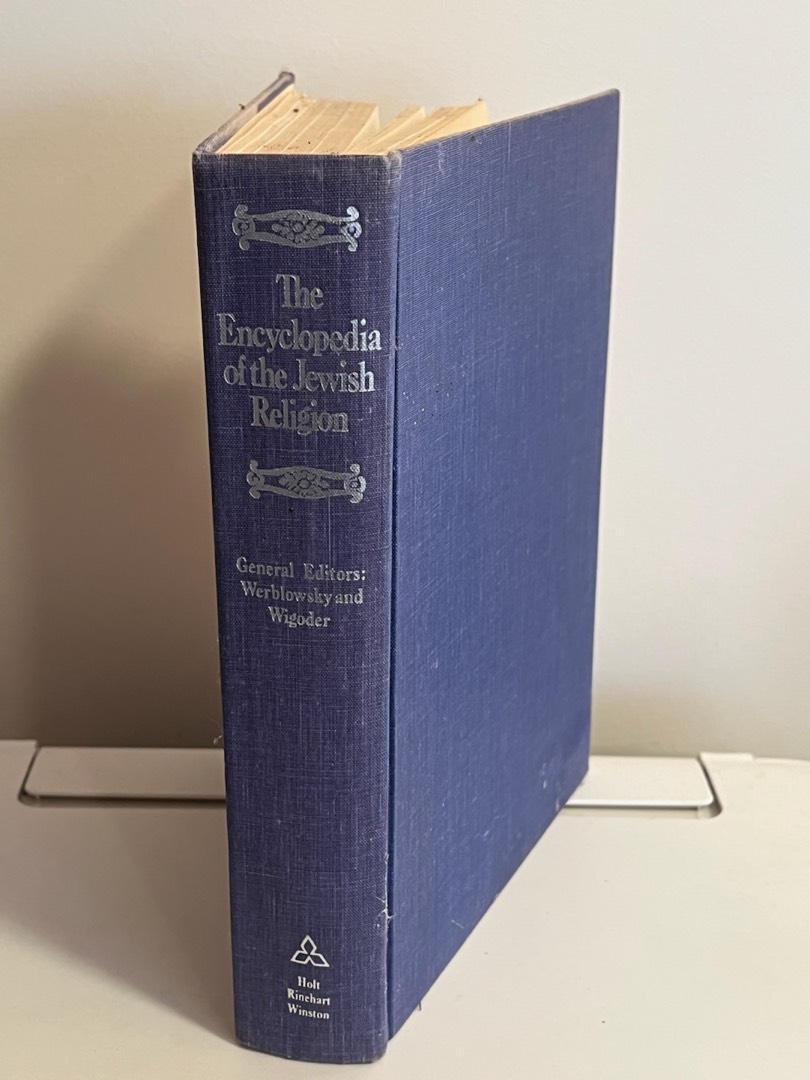 The
Encyclopedia
of the Jewish
Religion
General Editors:
Werblowsky and
Wigoder
Holt
Rinehart
Winston